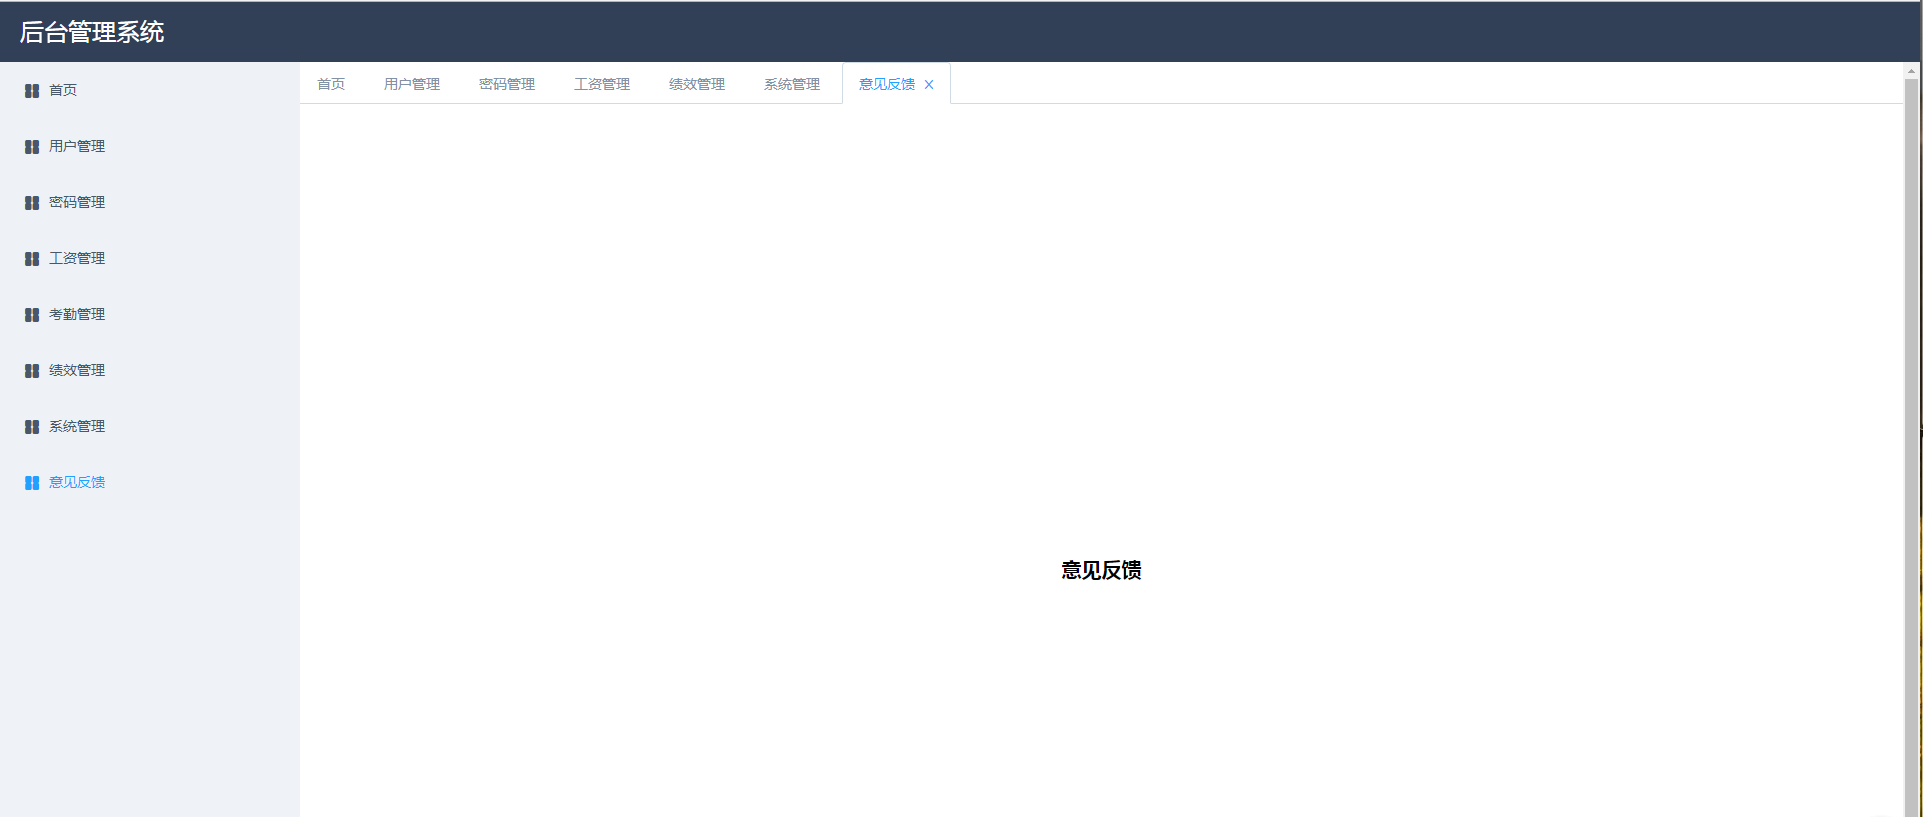 后台管理系统
首页
用户管理
密码管理
工资管理
考勤管理
绩效管理
系统管理
意见反馈
首页 用户管理 密码管理 工资管理 绩效管理 系统管理 意见反馈
意见反馈